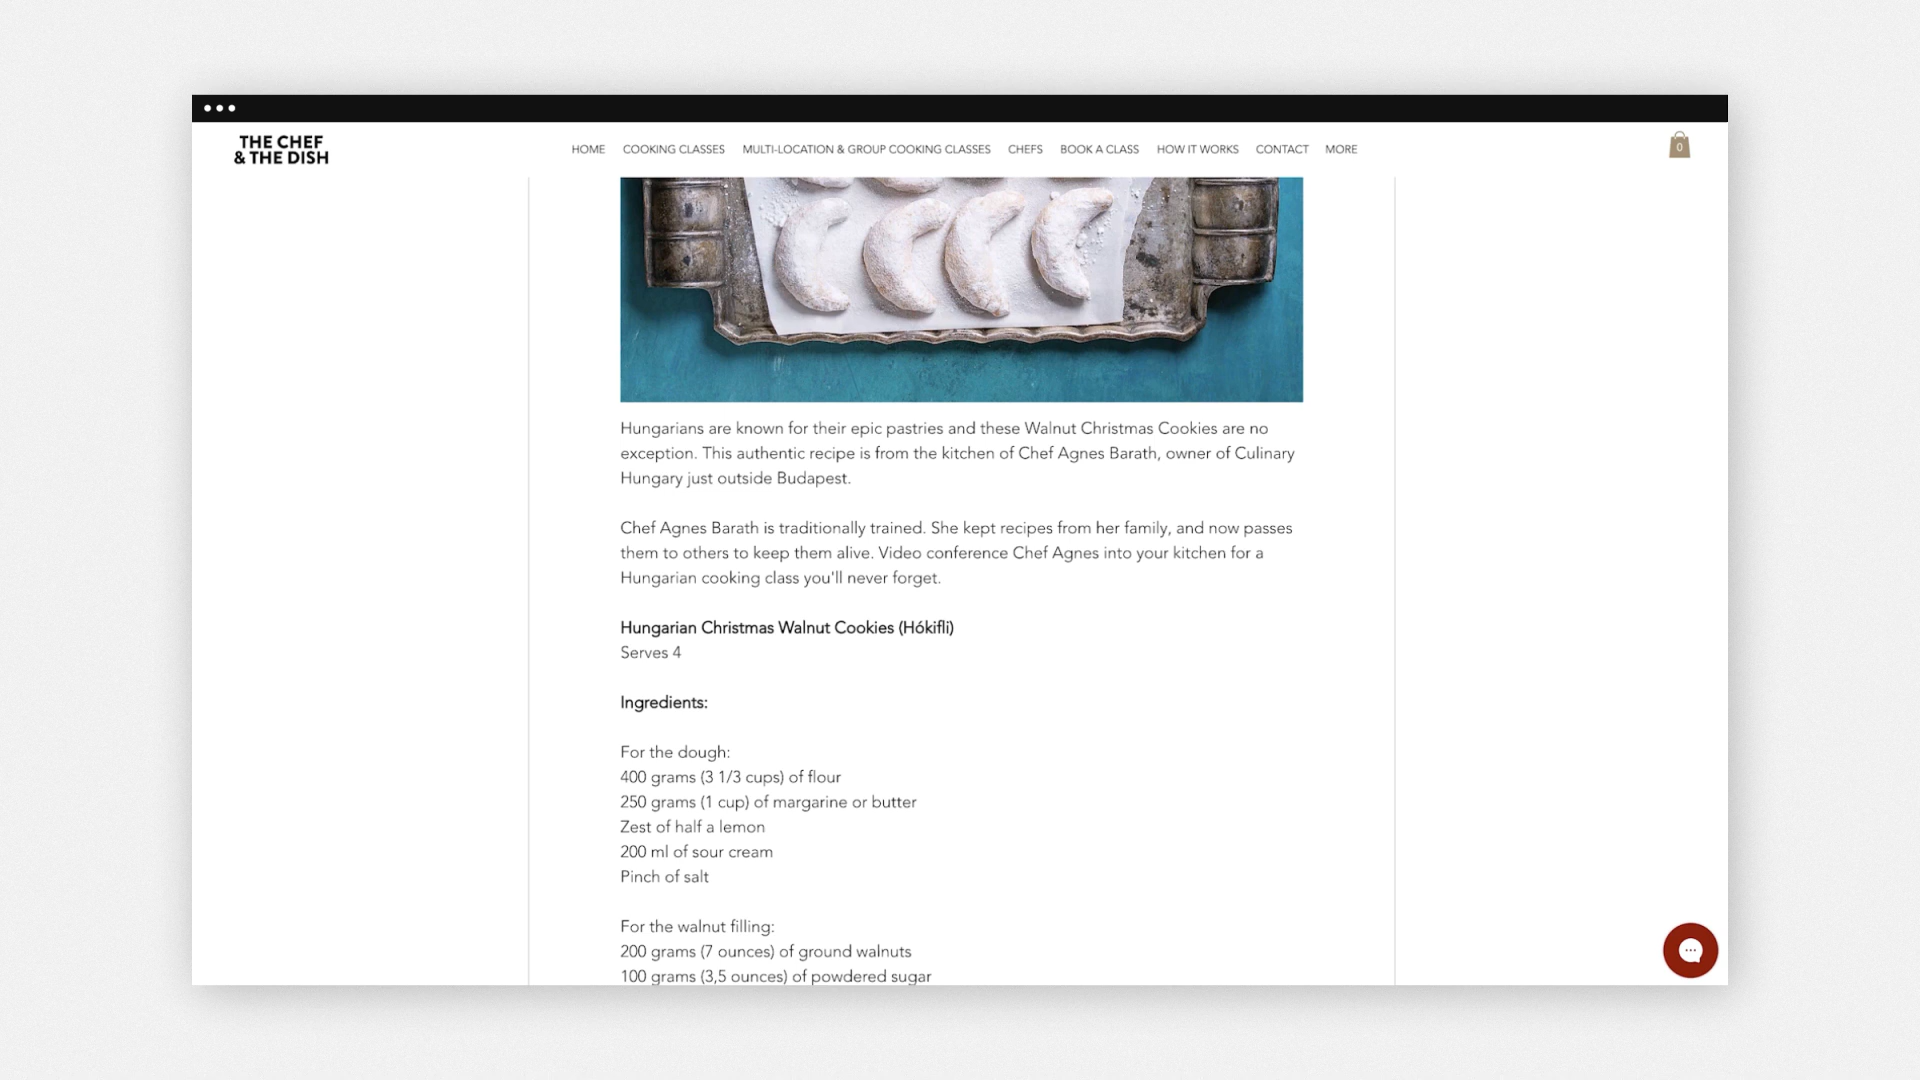 THE CHEF
& THE DISH
HOME COOKING CLASSES MULTI-LOCATION & GROUP COOKING CLASSES CHEFS BOOK A CLASS HOW IT WORKS CONTACT MORE
0
Hungarians are known for their epic pastries and these Walnut Christmas Cookies are no
exception. This authentic recipe is from the kitchen of Chef Agnes Barath, owner of Culinary
Hungary just outside Budapest.
Chef Agnes Barath is traditionally trained. She kept recipes from her family, and now passes
them to others to keep them alive. Video conference Chef Agnes into your kitchen for a
Hungarian cooking class you'll never forget.
Hungarian Christmas Walnut Cookies (Hókifli)
Serves 4
Ingredients:
For the dough:
400 grams (3 1/3 cups) of flour
250 grams (1 cup) of margarine or butter
Zest of half a lemon
200 ml of sour cream
Pinch of salt
For the walnut filling:
200 grams (7 ounces) of ground walnuts
100 grams (3,5 ounces) of powdered sugar